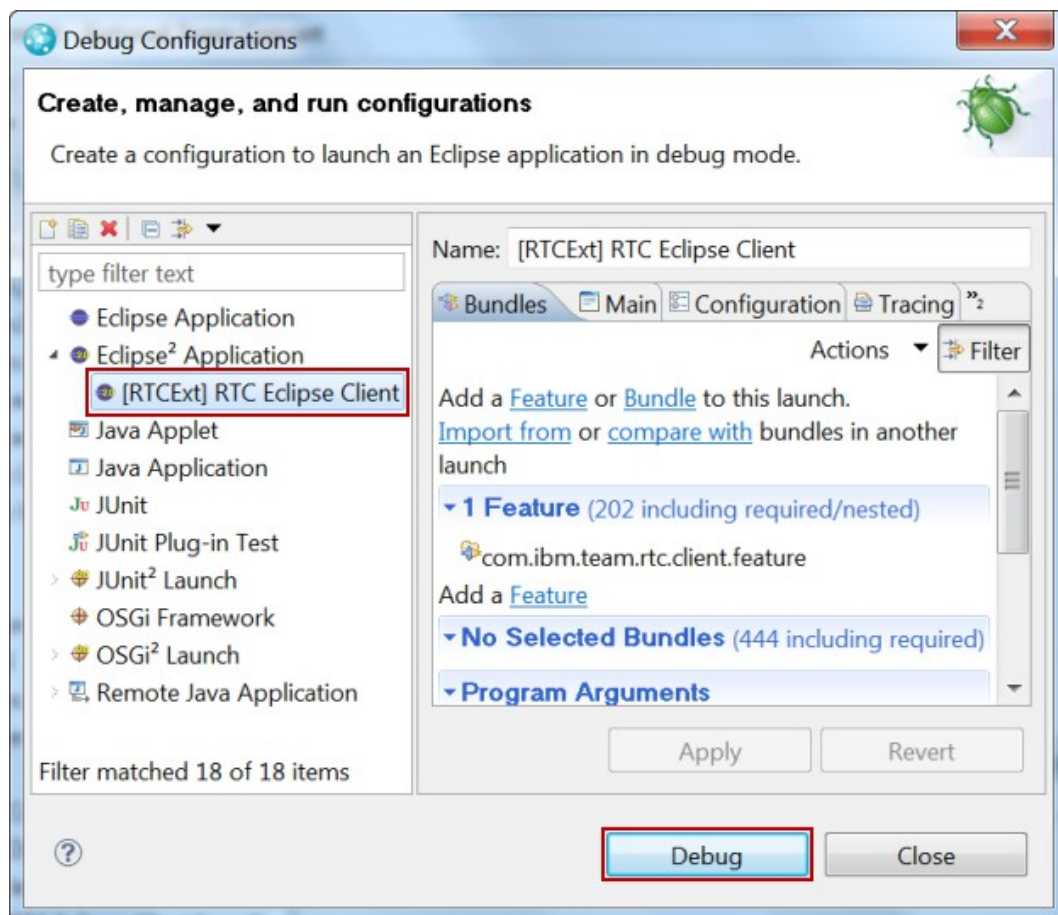 Debug Configurations
Create, manage, and run configurations
Create a configuration to launch an Eclipse application in debug mode.
type filter text
Eclipse Application
Eclipse² Application
[RTCExt] RTC Eclipse Client
Java Applet
Java Application
JUnit
JUnit Plug-in Test
JUnit² Launch
OSGi Framework
OSGi² Launch
Remote Java Application
Filter matched 18 of 18 items
Name: [RTCExt] RTC Eclipse Client
Bundles Main Configuration Tracing »2
Actions Filter
Add a Feature or Bundle to this launch.
Import from or compare with bundles in another
launch
1 Feature (202 including required/nested)
com.ibm.team.rtc.client.feature
Add a Feature
No Selected Bundles (444 including required)
Program Arguments
Apply Revert
Debug Close